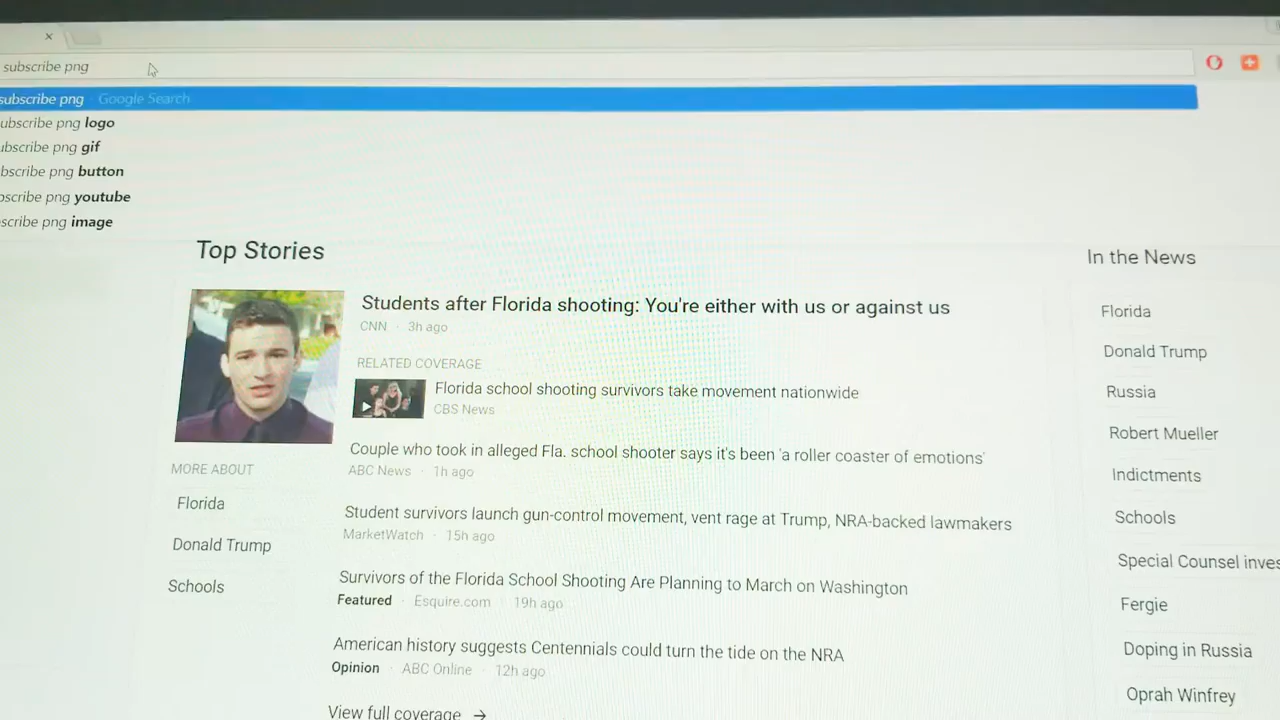 subscribe png
subscribe png - Google Search
ubscribe png logo
ubscribe png gif
bscribe png button
oscribe png youtube
scribe png image
Top Stories
Students after Florida shooting: You're either with us or against us
CNN · 3h ago
RELATED COVERAGE
Florida school shooting survivors take movement nationwide
CBS News
Couple who took in alleged Fla. school shooter says it's been 'a roller coaster of emotions'
ABC News · 1h ago
Student survivors launch gun-control movement, vent rage at Trump, NRA-backed lawmakers
MarketWatch · 15h ago
Survivors of the Florida School Shooting Are Planning to March on Washington
Featured · Esquire.com · 19h ago
American history suggests Centennials could turn the tide on the NRA
Opinion · ABC Online · 12h ago
View full coverage →
MORE ABOUT
Florida
Donald Trump
Schools
In the News
Florida
Donald Trump
Russia
Robert Mueller
Indictments
Schools
Special Counsel inves
Fergie
Doping in Russia
Oprah Winfrey